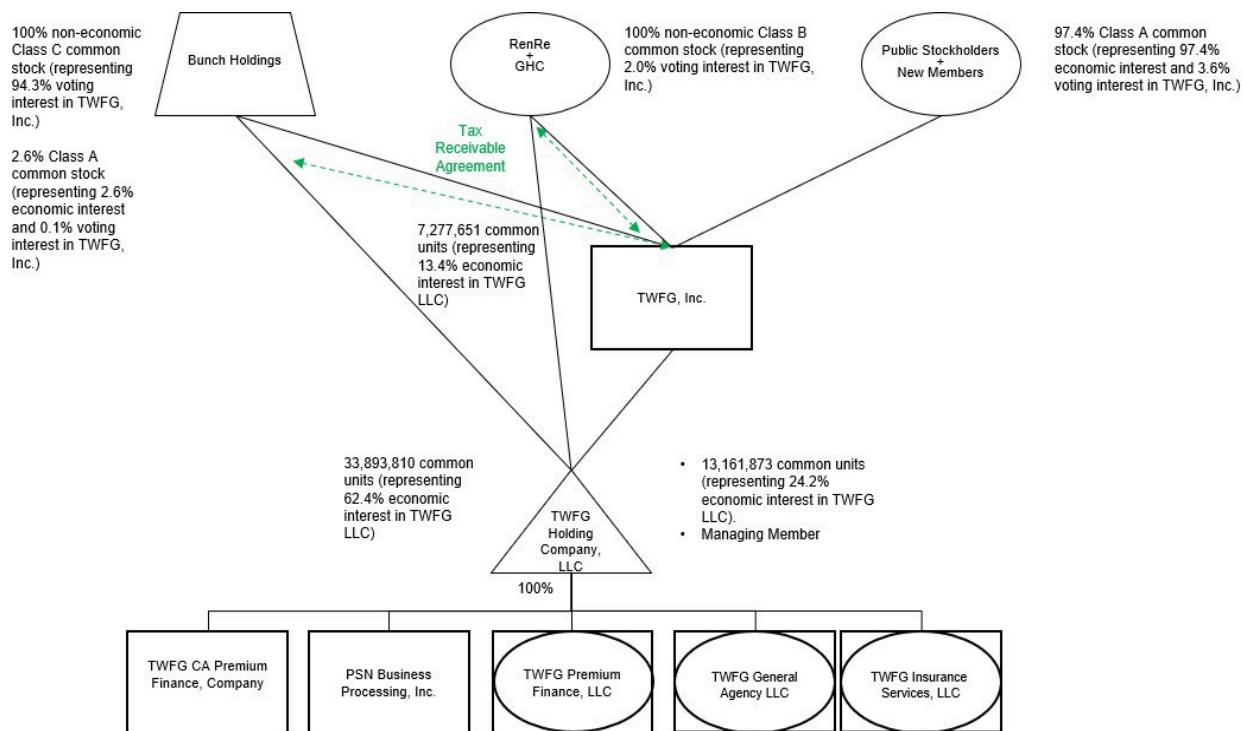 100% non-economic
Class C common
stock (representing
94.3% voting
interest in TWFG,
Inc.)
2.6% Class A
common stock
(representing 2.6%
economic interest
and 0.1% voting
interest in TWFG,
Inc.)
Bunch Holdings
RenRe
+
GHC
100% non-economic Class B
common stock (representing
2.0% voting interest in TWFG,
Inc.)
Public Stockholders
+
New Members
97.4% Class A common
stock (representing 97.4%
economic interest and 3.6%
voting interest in TWFG, Inc.)
Tax
Receivable
Agreement
7,277,651 common
units (representing
13.4% economic
interest in TWFG
LLC)
TWFG, Inc.
33,893,810 common
units (representing
62.4% economic
interest in TWFG
LLC)
• 13,161,873 common units
(representing 24.2%
economic interest in TWFG
LLC).
• Managing Member
TWFG
Holding
Company,
LLC
100%
TWFG CA Premium
Finance, Company
PSN Business
Processing, Inc.
TWFG Premium
Finance, LLC
TWFG General
Agency LLC
TWFG Insurance
Services, LLC